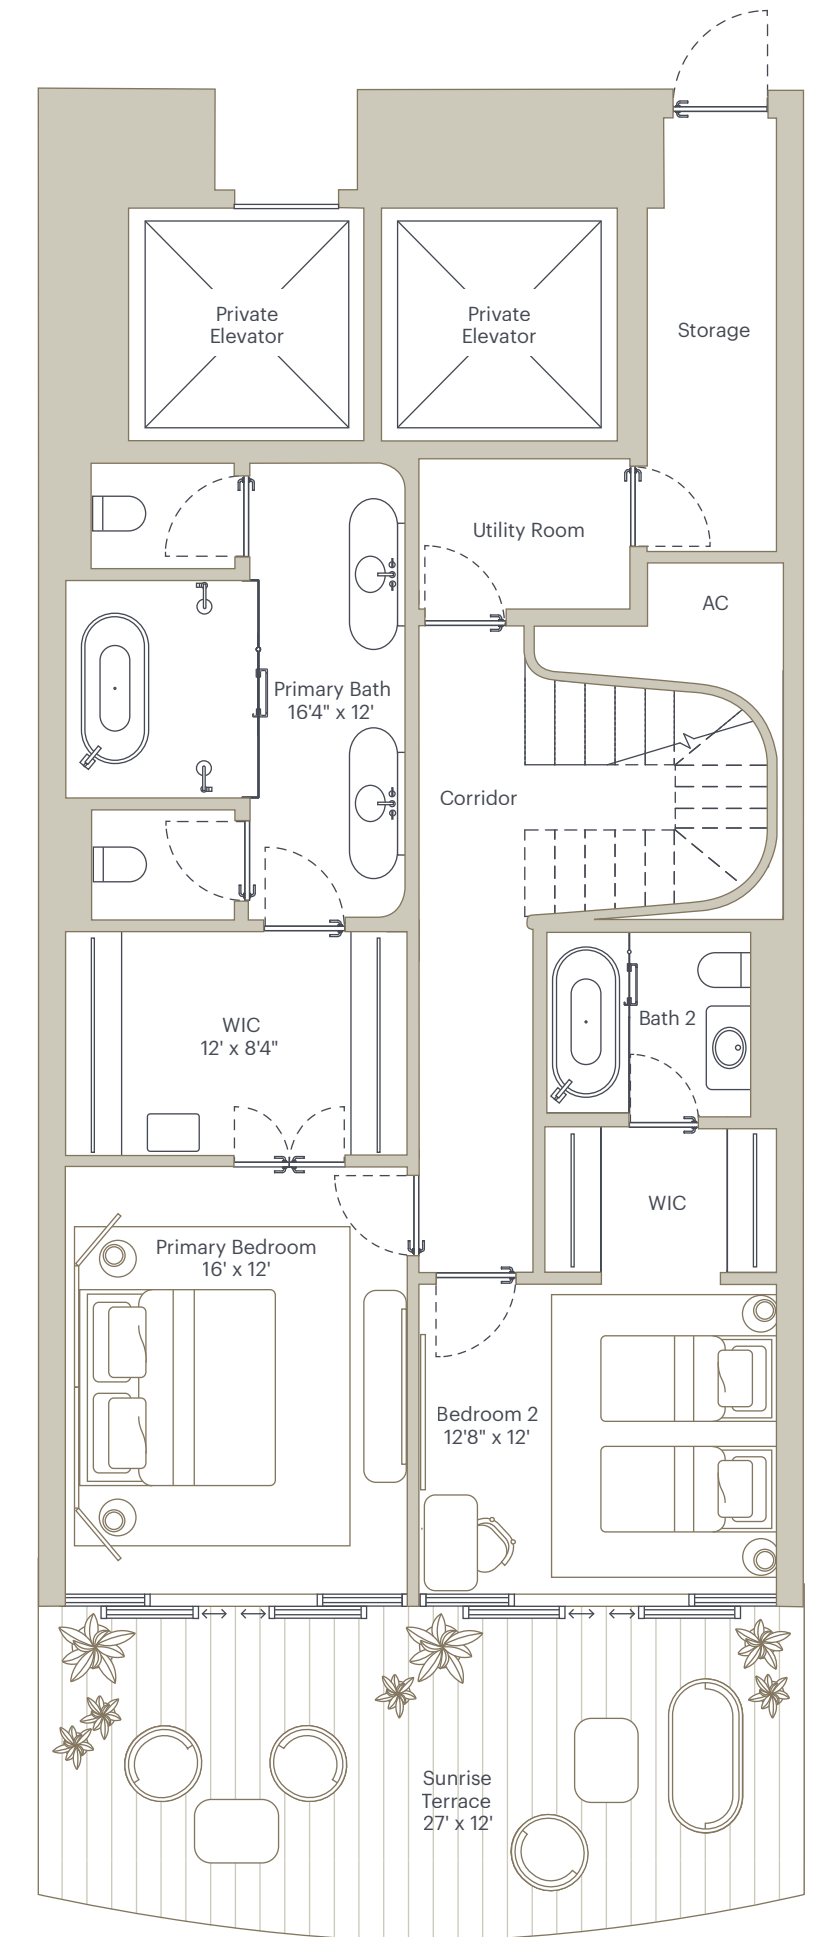 Private
Elevator
Private
Elevator
Storage
Utility Room
AC
Primary Bath
16'4" x 12'
Corridor
WIC
12' x 8'4"
Bath 2
WIC
Primary Bedroom
16' x 12'
Bedroom 2
12'8" x 12'
Sunrise
Terrace
27' x 12'